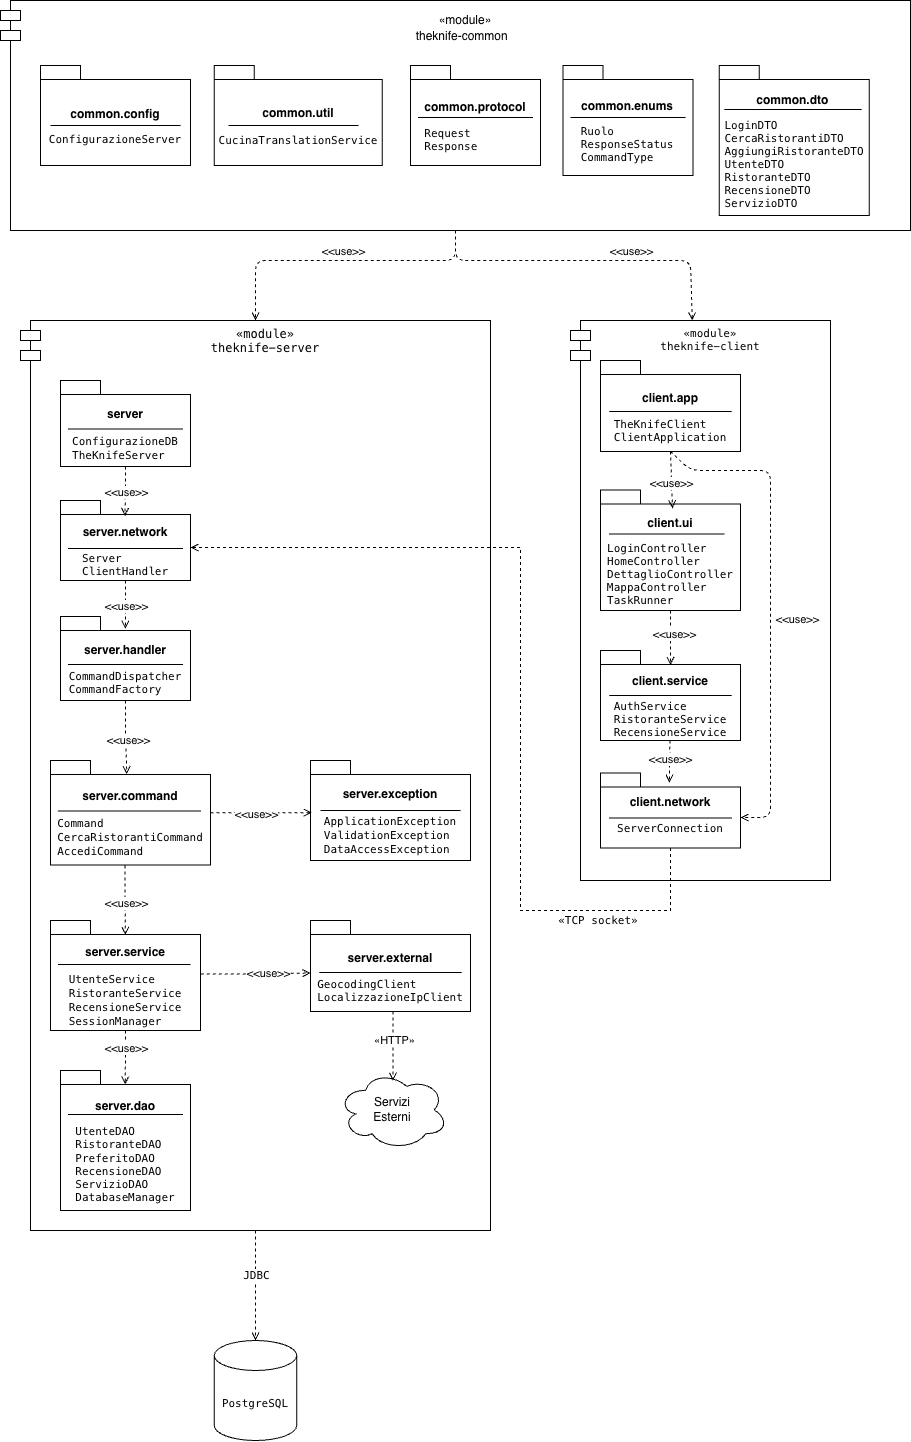 «module»
theknife-common
common.config
ConfigurazioneServer
common.util
CucinaTranslationService
common.protocol
Request
Response
common.enums
Ruolo
ResponseStatus
CommandType
common.dto
LoginDTO
CercaRistorantiDTO
AggiungiRistoranteDTO
UtenteDTO
RistoranteDTO
RecensioneDTO
ServizioDTO
<<use>>
<<use>>
«module»
theknife-server
server
ConfigurazioneDB
TheKnifeServer
<<use>>
server.network
Server
ClientHandler
<<use>>
server.handler
CommandDispatcher
CommandFactory
<<use>>
server.command
Command
CercaRistorantiCommand
AccediCommand
<<use>>
server.exception
ApplicationException
ValidationException
DataAccessException
<<use>>
server.service
UtenteService
RistoranteService
RecensioneService
SessionManager
<<use>>
server.external
GeocodingClient
LocalizzazioneIpClient
«HTTP»
Servizi
Esterni
<<use>>
server.dao
UtenteDAO
RistoranteDAO
PreferitoDAO
RecensioneDAO
ServizioDAO
DatabaseManager
JDBC
PostgreSQL
«module»
theknife-client
client.app
TheKnifeClient
ClientApplication
<<use>>
client.ui
LoginController
HomeController
DettaglioController
MappaController
TaskRunner
<<use>>
<<use>>
client.service
AuthService
RistoranteService
RecensioneService
<<use>>
client.network
ServerConnection
«TCP socket»